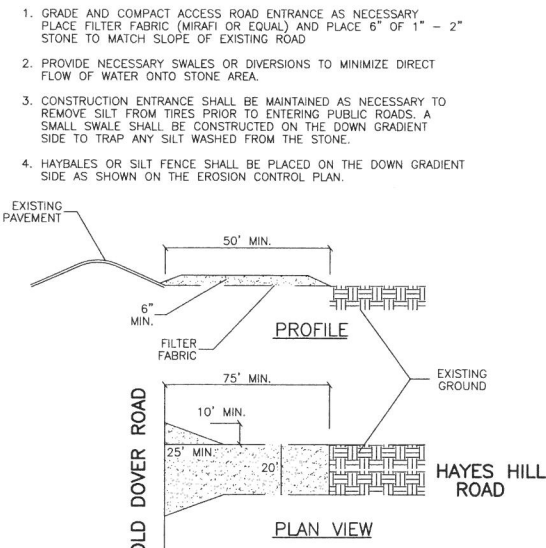 1. GRADE AND COMPACT ACCESS ROAD ENTRANCE AS NECESSARY
PLACE FILTER FABRIC (MIRAFI OR EQUAL) AND PLACE 6" OF 1" – 2"
STONE TO MATCH SLOPE OF EXISTING ROAD
2. PROVIDE NECESSARY SWALES OR DIVERSIONS TO MINIMIZE DIRECT
FLOW OF WATER ONTO STONE AREA.
3. CONSTRUCTION ENTRANCE SHALL BE MAINTAINED AS NECESSARY TO
REMOVE SILT FROM TIRES PRIOR TO ENTERING PUBLIC ROADS. A
SMALL SWALE SHALL BE CONSTRUCTED ON THE DOWN GRADIENT
SIDE TO TRAP ANY SILT WASHED FROM THE STONE.
4. HAYBALES OR SILT FENCE SHALL BE PLACED ON THE DOWN GRADIENT
SIDE AS SHOWN ON THE EROSION CONTROL PLAN.
EXISTING
PAVEMENT
50' MIN.
6"
MIN.
PROFILE
FILTER
FABRIC
EXISTING
GROUND
75' MIN.
10' MIN.
25' MIN.
20'
OLD DOVER ROAD
HAYES HILL
ROAD
PLAN VIEW